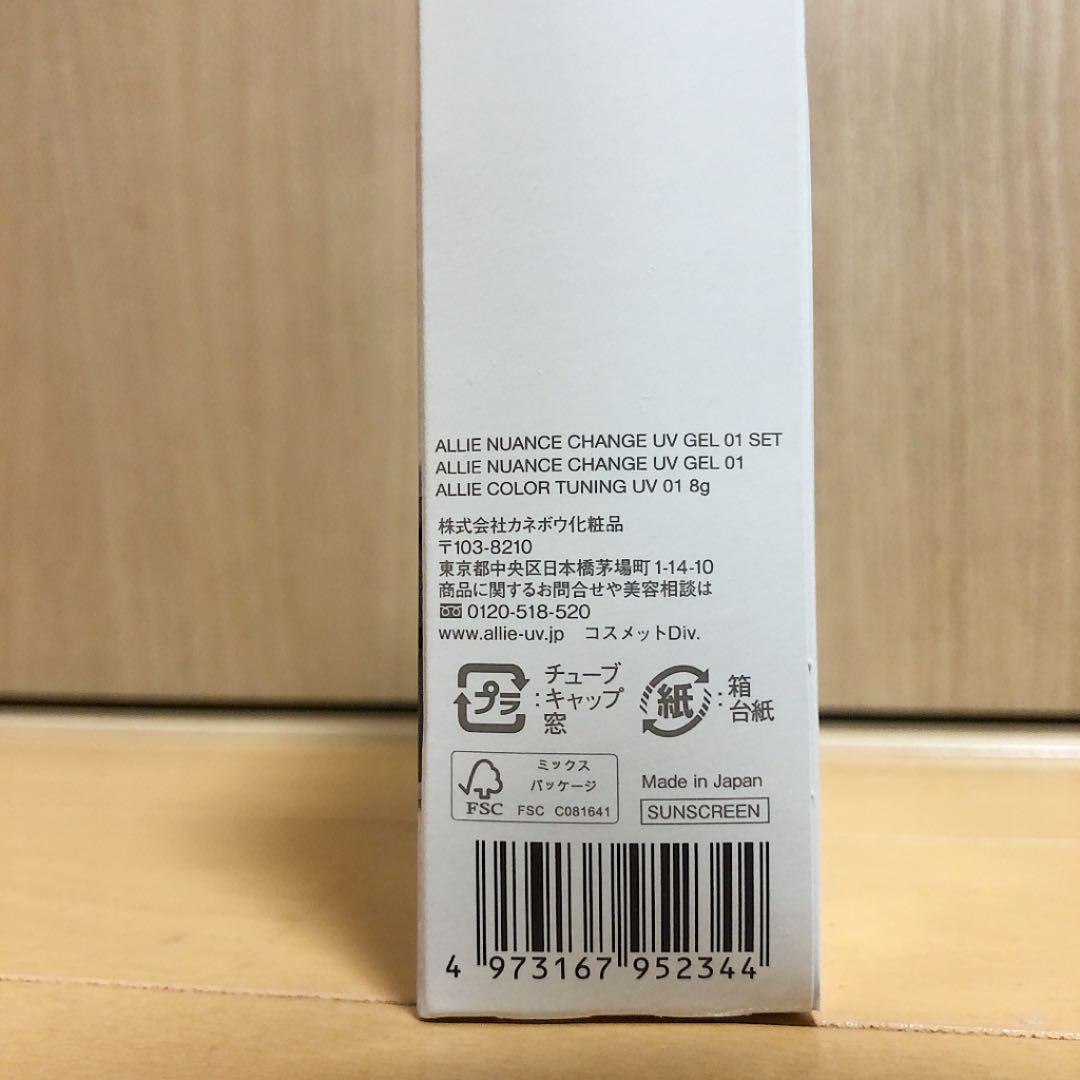 ALLIE NUANCE CHANGE UV GEL 01 SET
ALLIE NUANCE CHANGE UV GEL 01
ALLIE COLOR TUNING UV 01 8g
株式会社カネボウ化粧品
〒103-8210
東京都中央区日本橋茅場町1-14-10
商品に関するお問合せや美容相談は
0120-518-520
www.allie-uv.jp コスメットDiv.
プラ : チューブ
キャップ
窓
紙 : 箱
台紙
FSC
ミックス
パッケージ
FSC C081641
Made in Japan
SUNSCREEN
4 973167 952344